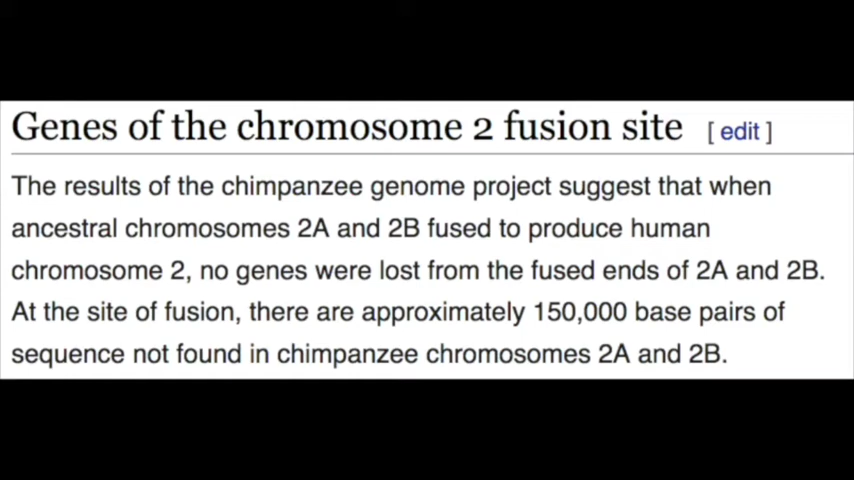 Genes of the chromosome 2 fusion site [ edit ]
The results of the chimpanzee genome project suggest that when
ancestral chromosomes 2A and 2B fused to produce human
chromosome 2, no genes were lost from the fused ends of 2A and 2B.
At the site of fusion, there are approximately 150,000 base pairs of
sequence not found in chimpanzee chromosomes 2A and 2B.